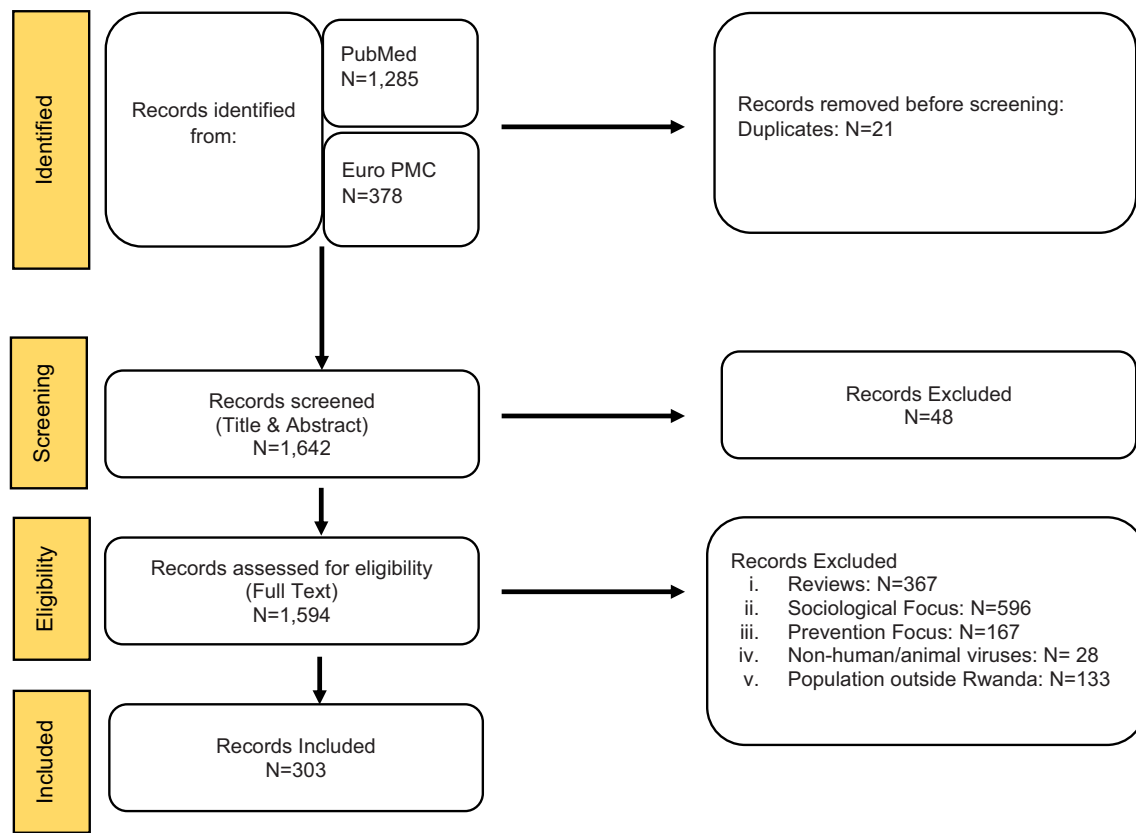 Identified
Records identified
from:
PubMed
N=1,285
Euro PMC
N=378
Records removed before screening:
Duplicates: N=21
Screening
Records screened
(Title & Abstract)
N=1,642
Records Excluded
N=48
Eligibility
Records assessed for eligibility
(Full Text)
N=1,594
Records Excluded
i. Reviews: N=367
ii. Sociological Focus: N=596
iii. Prevention Focus: N=167
iv. Non-human/animal viruses: N= 28
v. Population outside Rwanda: N=133
Included
Records Included
N=303